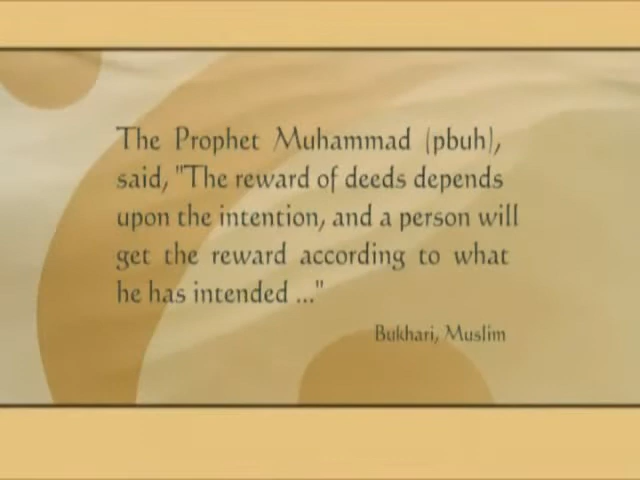 The Prophet Muhammad (pbuh),
said, "The reward of deeds depends
upon the intention, and a person will
get the reward according to what
he has intended ..."
Bukhari, Muslim